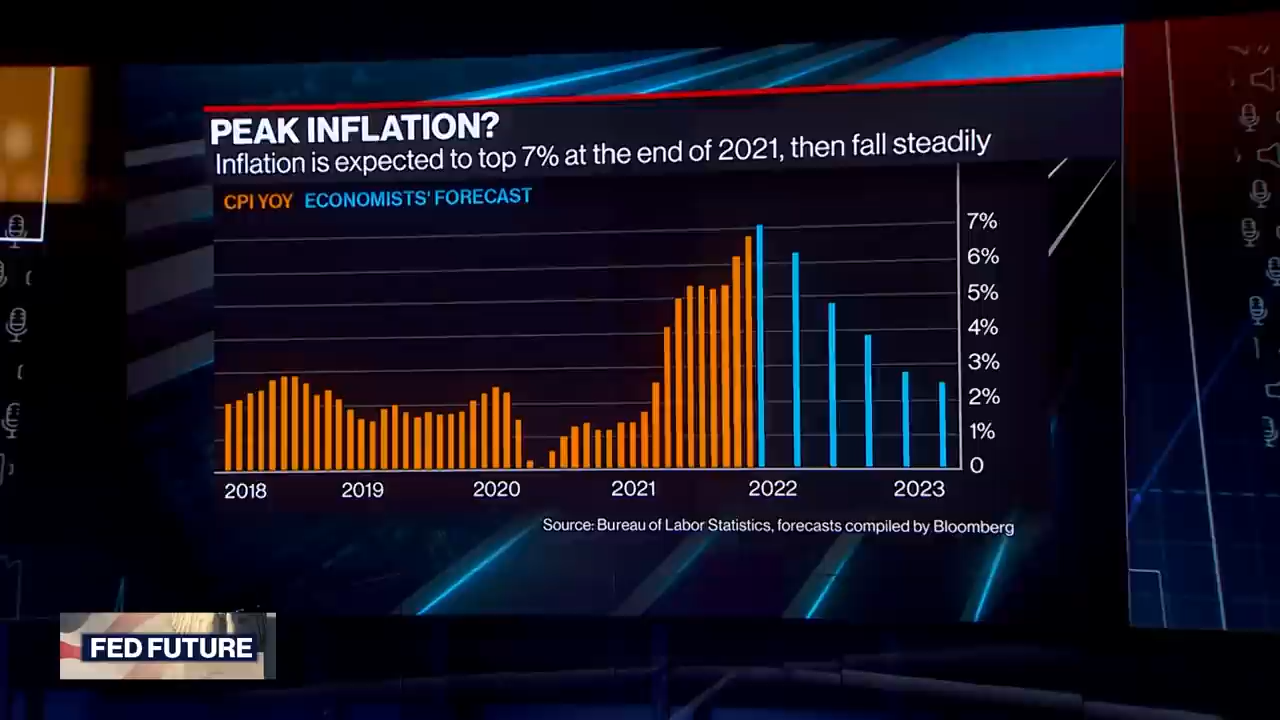 PEAK INFLATION?
Inflation is expected to top 7% at the end of 2021, then fall steadily
CPI YOY ECONOMISTS' FORECAST
7%
6%
5%
4%
3%
2%
1%
0
2018 2019 2020 2021 2022 2023
Source: Bureau of Labor Statistics, forecasts compiled by Bloomberg
FED FUTURE